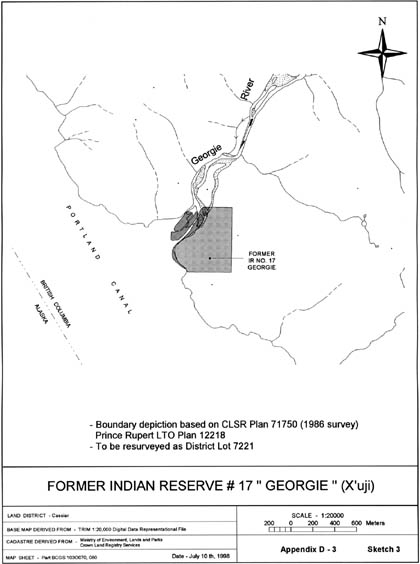 N
River
Georgie
PORTLAND
CANAL
BRITISH COLUMBIA
ALASKA
FORMER
IR NO. 17
GEORGIE
- Boundary depiction based on CLSR Plan 71750 (1986 survey)
Prince Rupert LTO Plan 12218
- To be resurveyed as District Lot 7221
FORMER INDIAN RESERVE # 17 " GEORGIE " (X'uji)
LAND DISTRICT - Cassiar
BASE MAP DERIVED FROM - TRIM 1:20,000 Digital Data Representational File
CADASTRE DERIVED FROM - Ministry of Environment, Lands and Parks
Crown Land Registry Services
MAP SHEET - Part BCGS 103O070, 080
Date - July 10 th, 1998
SCALE - 1:20000
200 0 200 400 600 Meters
Appendix D - 3
Sketch 3